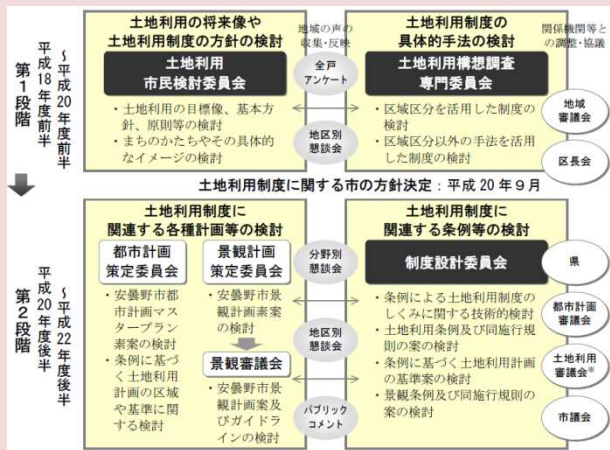 第1段階
平成18年度前半
～平成20年度前半
土地利用の将来像や
土地利用制度の方針の検討
土地利用
市民検討委員会
・土地利用の目標像、基本方
針、原則等の検討
・まちのかたちやその具体的
なイメージの検討
地域の声の
収集・反映
全戸
アンケート
地区別
懇談会
土地利用制度の
具体的手法の検討
土地利用構想調査
専門委員会
・区域区分を活用した制度の
検討
・区域区分以外の手法を活用
した制度の検討
関係機関等と
の調整・協議
地域
審議会
区長会
土地利用制度に関する市の方針決定：平成20年9月
第2段階
平成20年度後半
～平成22年度後半
土地利用制度に
関連する各種計画等の検討
都市計画
策定委員会
・安曇野市都
市計画マス
タープラン
素案の検討
・条例に基づ
く土地利用
計画の区域
や基準に関
する検討
景観計画
策定委員会
・安曇野市景
観計画素案
の検討
景観審議会
・安曇野市景
観計画案及
びガイドラ
インの検討
分野別
懇談会
地区別
懇談会
パブリック
コメント
土地利用制度に
関連する条例等の検討
制度設計委員会
・条例による土地利用制度の
しくみに関する技術的検討
・土地利用条例及び同施行規
則の案の検討
・条例に基づく土地利用計画
の基準案の検討
・景観条例及び同施行規則の
案の検討
県
都市計画
審議会
土地利用
審議会※
市議会